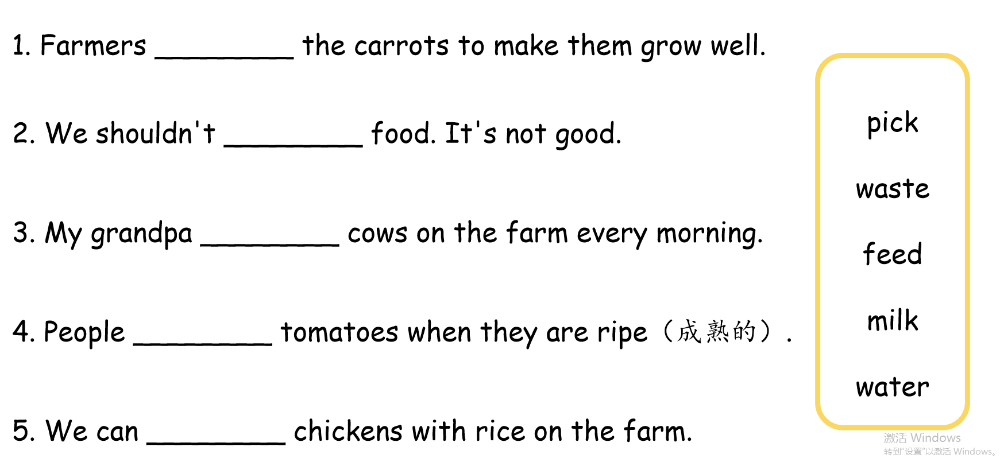 1. Farmers ________ the carrots to make them grow well.
2. We shouldn't ________ food. It's not good.
3. My grandpa ________ cows on the farm every morning.
4. People ________ tomatoes when they are ripe（成熟的）.
5. We can ________ chickens with rice on the farm.
pick
waste
feed
milk
water
激活 Windows
转到“设置”以激活 Windows。